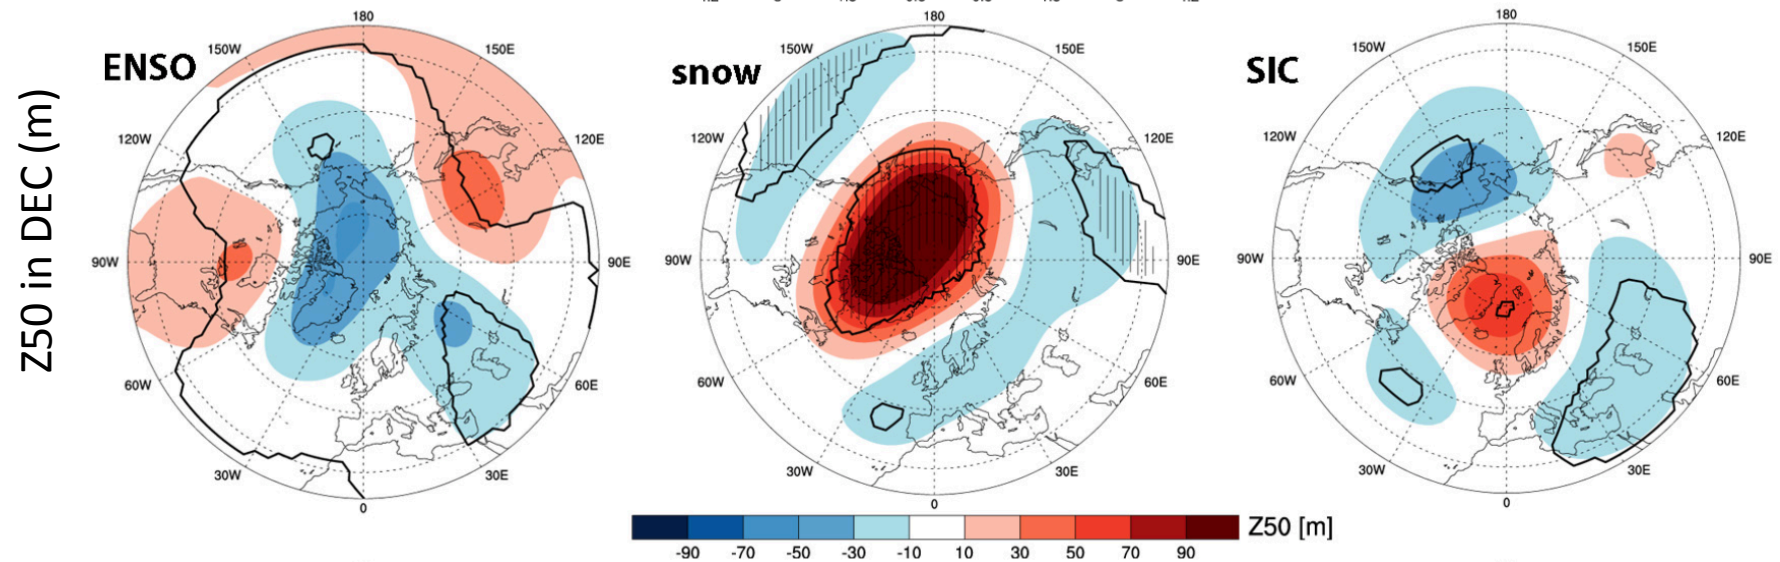 180 180 180
150W 150E 150W 150E 150W 150E
ENSO snow SIC
120W 120E 120W 120E 120W 120E
Z50 in DEC (m)
90W 90E 90W 90E 90W 90E
60W 60E 60W 60E 60W 60E
30W 30E 30W 30E 30W 30E
0 0 0
Z50 [m]
-90 -70 -50 -30 -10 10 30 50 70 90